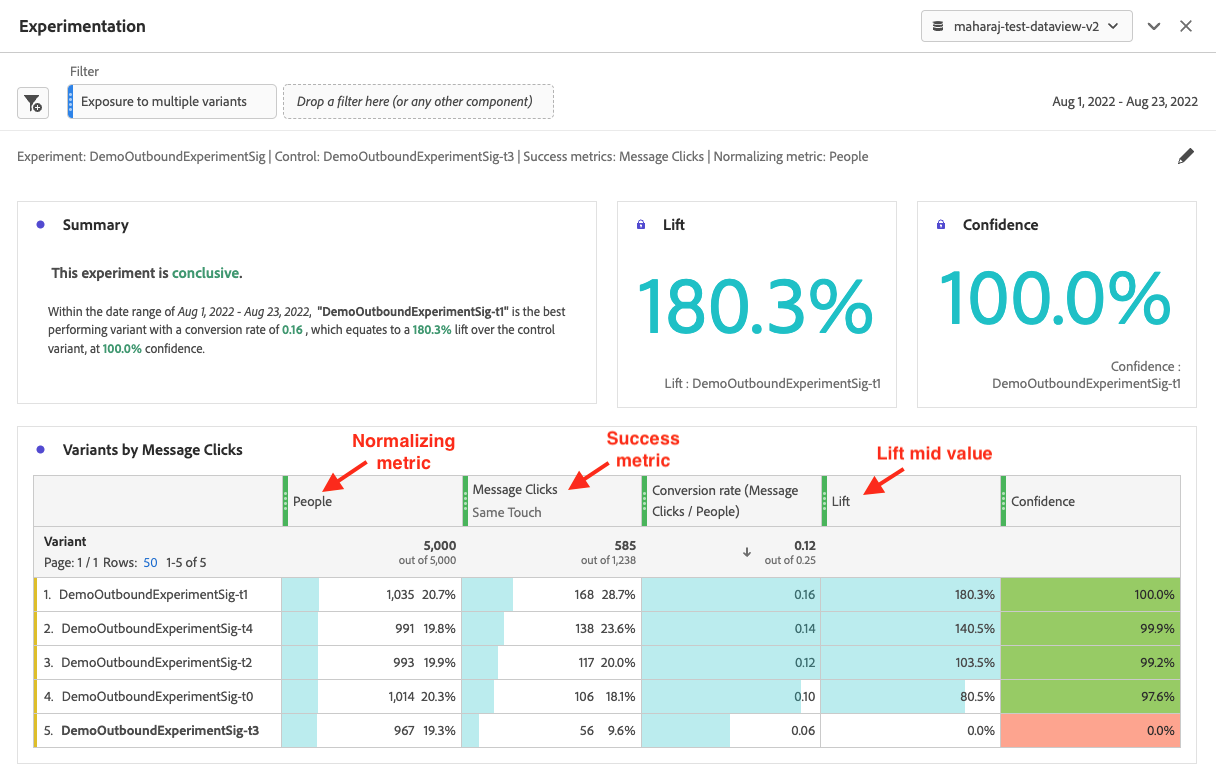 Experimentation
maharaj-test-dataview-v2
Filter
Exposure to multiple variants
Drop a filter here (or any other component)
Aug 1, 2022 - Aug 23, 2022
Experiment: DemoOutboundExperimentSig | Control: DemoOutboundExperimentSig-t3 | Success metrics: Message Clicks | Normalizing metric: People
Summary
This experiment is conclusive.
Within the date range of Aug 1, 2022 - Aug 23, 2022, "DemoOutboundExperimentSig-t1" is the best
performing variant with a conversion rate of 0.16 , which equates to a 180.3% lift over the control
variant, at 100.0% confidence.
Lift
180.3%
Lift : DemoOutboundExperimentSig-t1
Confidence
100.0%
Confidence :
DemoOutboundExperimentSig-t1
Variants by Message Clicks
Normalizing
metric
Success
metric
Lift mid value
People
Message Clicks
Same Touch
Conversion rate (Message
Clicks / People)
Lift
Confidence
Variant
Page: 1 / 1 Rows: 50 1-5 of 5
5,000
out of 5,000
585
out of 1,238
0.12
out of 0.25
1. DemoOutboundExperimentSig-t1 1,035 20.7% 168 28.7% 0.16 180.3% 100.0%
2. DemoOutboundExperimentSig-t4 991 19.8% 138 23.6% 0.14 140.5% 99.9%
3. DemoOutboundExperimentSig-t2 993 19.9% 117 20.0% 0.12 103.5% 99.2%
4. DemoOutboundExperimentSig-t0 1,014 20.3% 106 18.1% 0.10 80.5% 97.6%
5. DemoOutboundExperimentSig-t3 967 19.3% 56 9.6% 0.06 0.0% 0.0%